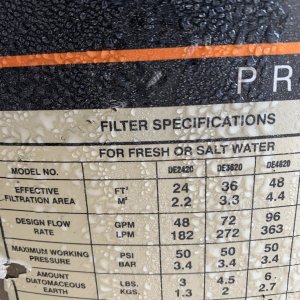 P R
FILTER SPECIFICATIONS
FOR FRESH OR SALT WATER
MODEL NO. DE2420 DE3620 DE4820
EFFECTIVE FILTRATION AREA FT² 24 36 48
M² 2.2 3.3 4.4
DESIGN FLOW RATE GPM 48 72 96
LPM 182 272 363
MAXIMUM WORKING PRESSURE PSI 50 50 50
BAR 3.4 3.4 3.4
AMOUNT DIATOMACEOUS EARTH LBS. 3 4.5 6
KGS. 1.3 2 2.7